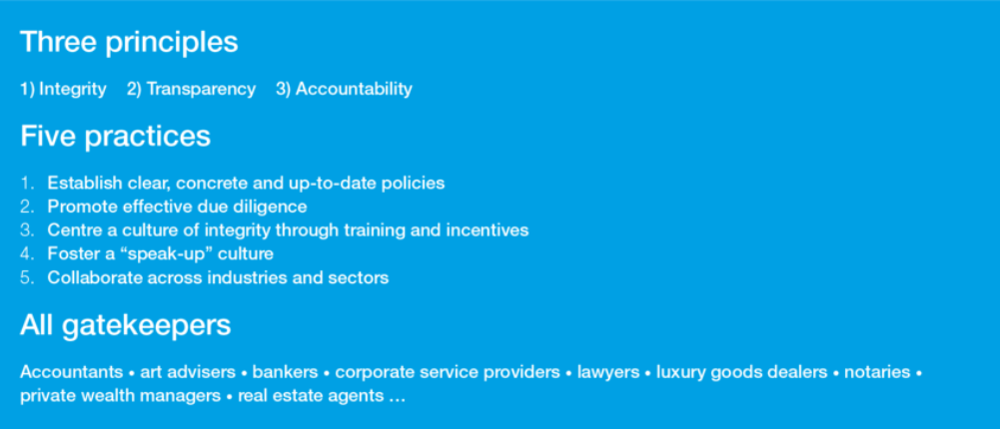 Three principles
1) Integrity 2) Transparency 3) Accountability
Five practices
1. Establish clear, concrete and up-to-date policies
2. Promote effective due diligence
3. Centre a culture of integrity through training and incentives
4. Foster a “speak-up” culture
5. Collaborate across industries and sectors
All gatekeepers
Accountants • art advisers • bankers • corporate service providers • lawyers • luxury goods dealers • notaries •
private wealth managers • real estate agents …